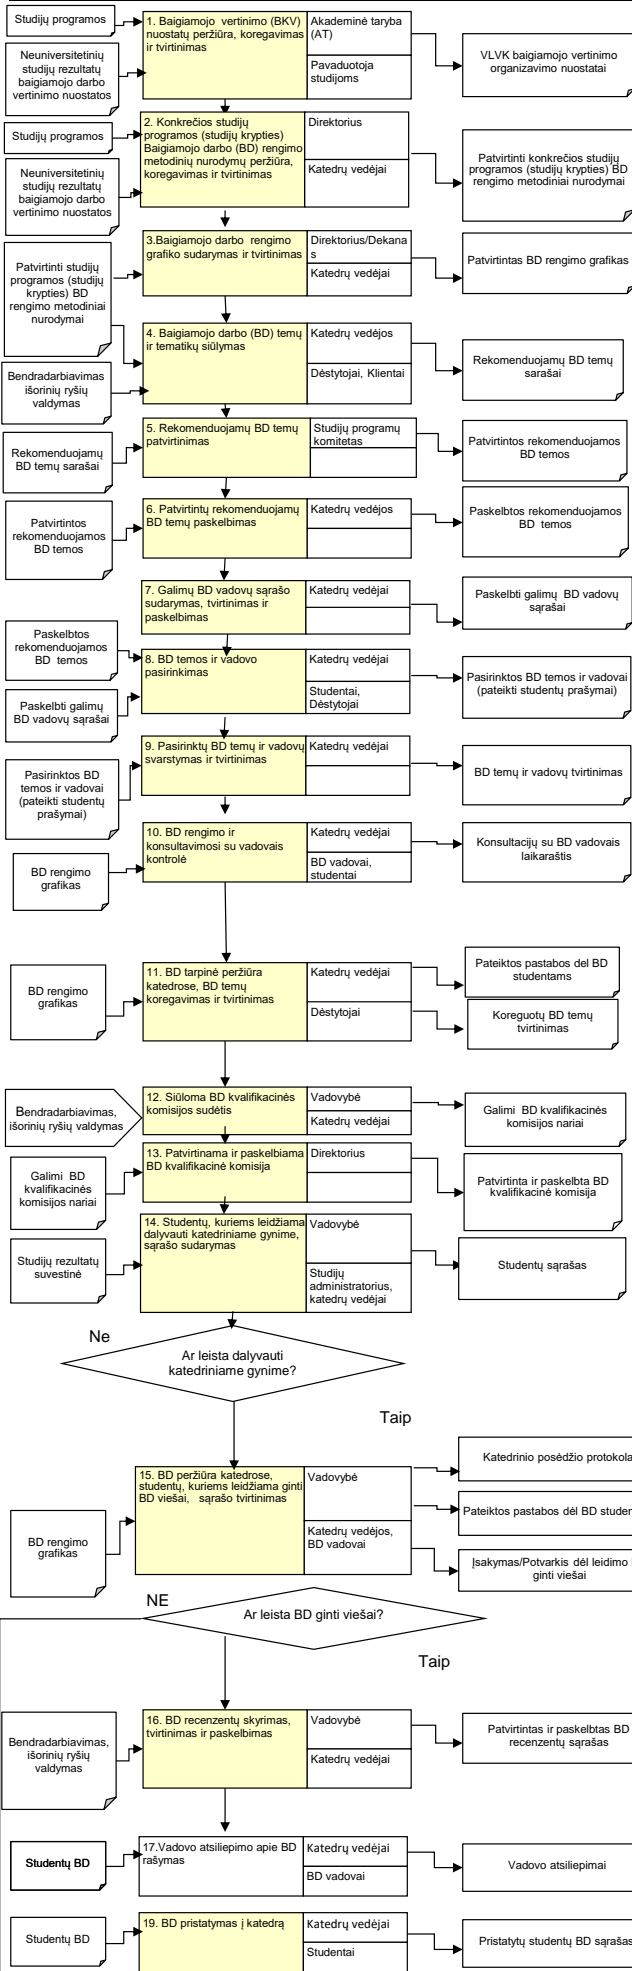 Studijų programos
1. Baigiamojo vertinimo (BKV)
nuostatų peržiūra, koregavimas
ir tvirtinimas
Akademinė taryba
(AT)
Pavaduotoja
studijoms
VLVK baigiamojo vertinimo
organizavimo nuostatai
Neuniversitetinių
studijų rezultatų
baigiamojo darbo
vertinimo nuostatos
Studijų programos
2. Konkrečios studijų
programos (studijų krypties)
Baigiamojo darbo (BD) rengimo
metodinių nurodymų peržiūra,
koregavimas ir tvirtinimas
Direktorius
Katedrų vedėjai
Patvirtinti konkrečios studijų
programos (studijų krypties) BD
rengimo metodiniai nurodymai
Neuniversitetinių
studijų rezultatų
baigiamojo darbo
vertinimo nuostatos
3.Baigiamojo darbo rengimo
grafiko sudarymas ir tvirtinimas
Direktorius/Dekana
s
Katedrų vedėjai
Patvirtintas BD rengimo grafikas
Patvirtinti studijų
programos (studijų
krypties) BD
rengimo metodiniai
nurodymai
4. Baigiamojo darbo (BD) temų
ir tematikų siūlymas
Katedrų vedėjos
Dėstytojai, Klientai
Rekomenduojamų BD temų
sarašai
Bendradarbiavimas
išorinių ryšių
valdymas
5. Rekomenduojamų BD temų
patvirtinimas
Studijų programų
komitetas
Patvirtintos rekomenduojamos
BD temos
Rekomenduojamų
BD temų sarašai
6. Patvirtintų rekomenduojamų
BD temų paskelbimas
Katedrų vedėjos
Paskelbtos rekomenduojamos
BD temos
Patvirtintos
rekomenduojamos
BD temos
7. Galimų BD vadovų sąrašo
sudarymas, tvirtinimas ir
paskelbimas
Katedrų vedėjai
Paskelbti galimų BD vadovų
sąrašai
Paskelbtos
rekomenduojamos
BD temos
8. BD temos ir vadovo
pasirinkimas
Katedrų vedėjai
Studentai,
Dėstytojai
Pasirinktos BD temos ir vadovai
(pateikti studentų prašymai)
Paskelbti galimų
BD vadovų sąrašai
9. Pasirinktų BD temų ir vadovų
svarstymas ir tvirtinimas
Katedrų vedėjai
BD temų ir vadovų tvirtinimas
Pasirinktos BD
temos ir vadovai
(pateikti studentų
prašymai)
10. BD rengimo ir
konsultavimosi su vadovais
kontrolė
Katedrų vedėjai
BD vadovai,
studentai
Konsultacijų su BD vadovais
laikaraštis
BD rengimo
grafikas
11. BD tarpinė peržiūra
katedrose, BD temų
koregavimas ir tvirtinimas
Katedrų vedėjai
Dėstytojai
Pateiktos pastabos del BD
studentams
Koreguotų BD temų
tvirtinimas
BD rengimo
grafikas
12. Siūloma BD kvalifikacinės
komisijos sudėtis
Vadovybė
Katedrų vedėjai
Galimi BD kvalifikacinės
komisijos nariai
Bendradarbiavimas,
išorinių ryšių valdymas
13. Patvirtinama ir paskelbiama
BD kvalifikacinė komisija
Direktorius
Patvirtinta ir paskelbta BD
kvalifikacinė komisija
Galimi BD
kvalifikacinės
komisijos nariai
14. Studentų, kuriems leidžiama
dalyvauti katedriniame gynime,
sąrašo sudarymas
Vadovybė
Studijų
administratorius,
katedrų vedėjai
Studentų sąrašas
Studijų rezultatų
suvestinė
Ne
Ar leista dalyvauti
katedriniame gynime?
Taip
15. BD peržiūra katedrose,
studentų, kuriems leidžiama ginti
BD viešai, sąrašo tvirtinimas
Vadovybė
Katedrų vedėjos,
BD vadovai
Katedrinio posėdžio protokola
Pateiktos pastabos dėl BD studen
Įsakymas/Potvarkis dėl leidimo
ginti viešai
BD rengimo
grafikas
NE
Ar leista BD ginti viešai?
Taip
16. BD recenzentų skyrimas,
tvirtinimas ir paskelbimas
Vadovybė
Katedrų vedėjai
Patvirtintas ir paskelbtas BD
recenzentų sąrašas
Bendradarbiavimas,
išorinių ryšių
valdymas
17.Vadovo atsiliepimo apie BD
rašymas
Katedrų vedėjai
BD vadovai
Vadovo atsiliepimai
Studentų BD
19. BD pristatymas į katedrą
Katedrų vedėjai
Studentai
Pristatytų studentų BD sąrašas
Studentų BD